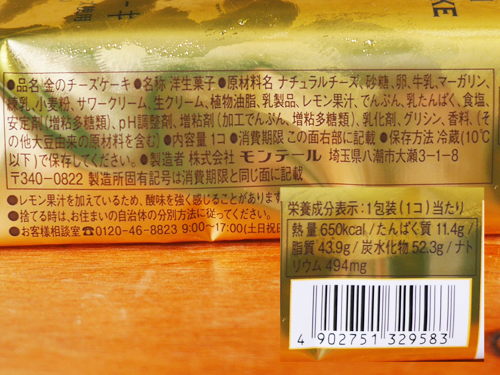 KE
●品名 金のチーズケーキ ●名称 洋生菓子 ●原材料名 ナチュラルチーズ、砂糖、卵、牛乳、マーガリン、
練乳、小麦粉、サワークリーム、生クリーム、植物油脂、乳製品、レモン果汁、でんぷん、乳たんぱく、食塩、
安定剤(増粘多糖類)、pH調整剤、増粘剤(加工でんぷん、増粘多糖類)、乳化剤、グリシン、香料、(そ
の他大豆由来の原材料を含む) ●内容量 1コ ●消費期限 この面右部に記載 ●保存方法 冷蔵(10℃
以下)で保存してください。 ●製造者 株式会社 モンテール 埼玉県八潮市大瀬3-1-8
〒340-0822 製造所固有記号は消費期限と同じ面に記載
●レモン果汁を加えているため、酸味を強く感じることがあります
●捨てる時は、お住まいの自治体の分別方法に従ってください。
●お客様相談室☎0120-46-8823 9:00~17:00(土日祝日
栄養成分表示:1包装(1コ)当たり
熱量 650kcal/たんぱく質 11.4g/
脂質 43.9g/炭水化物 52.3g/ナト
リウム 494mg
4 902751 329583